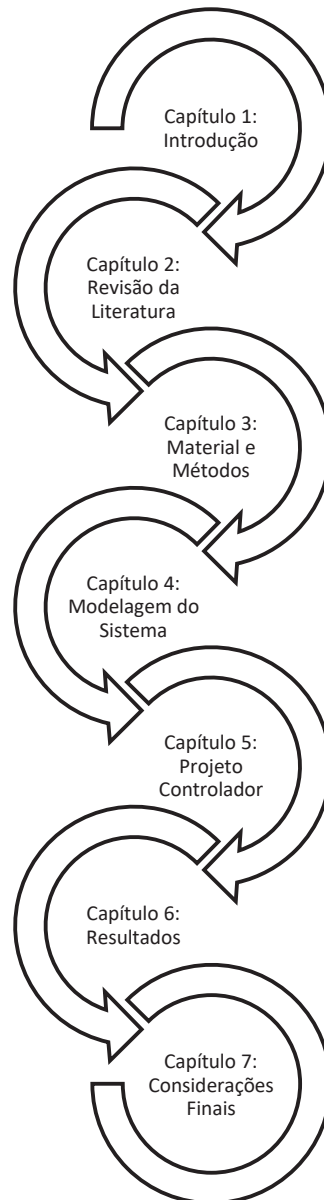 Capítulo 1:
Introdução
Capítulo 2:
Revisão da
Literatura
Capítulo 3:
Material e
Métodos
Capítulo 4:
Modelagem do
Sistema
Capítulo 5:
Projeto
Controlador
Capítulo 6:
Resultados
Capítulo 7:
Considerações
Finais